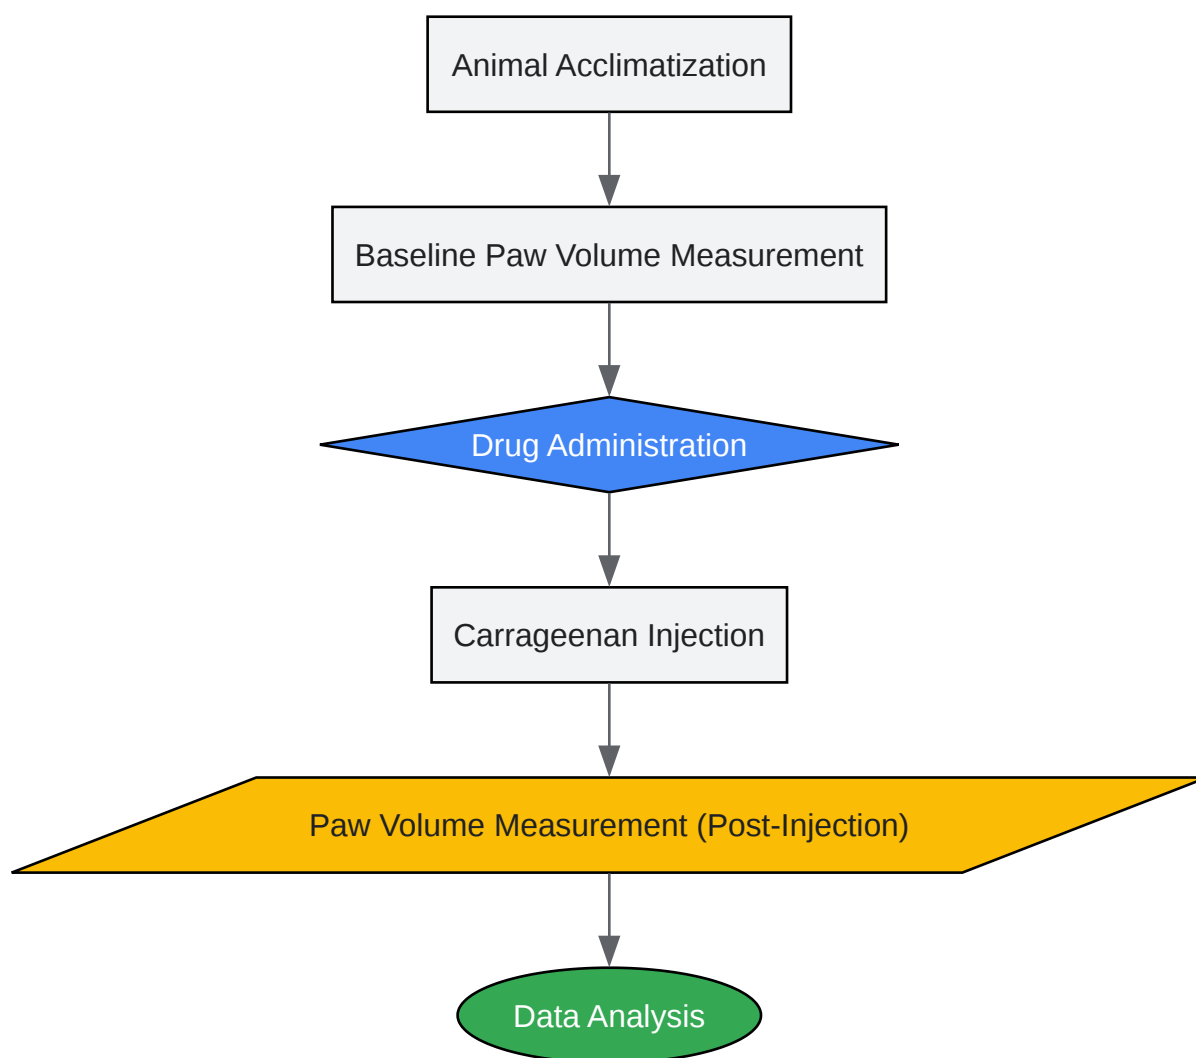 Animal Acclimatization
Baseline Paw Volume Measurement
Drug Administration
Carrageenan Injection
Paw Volume Measurement (Post-Injection)
Data Analysis